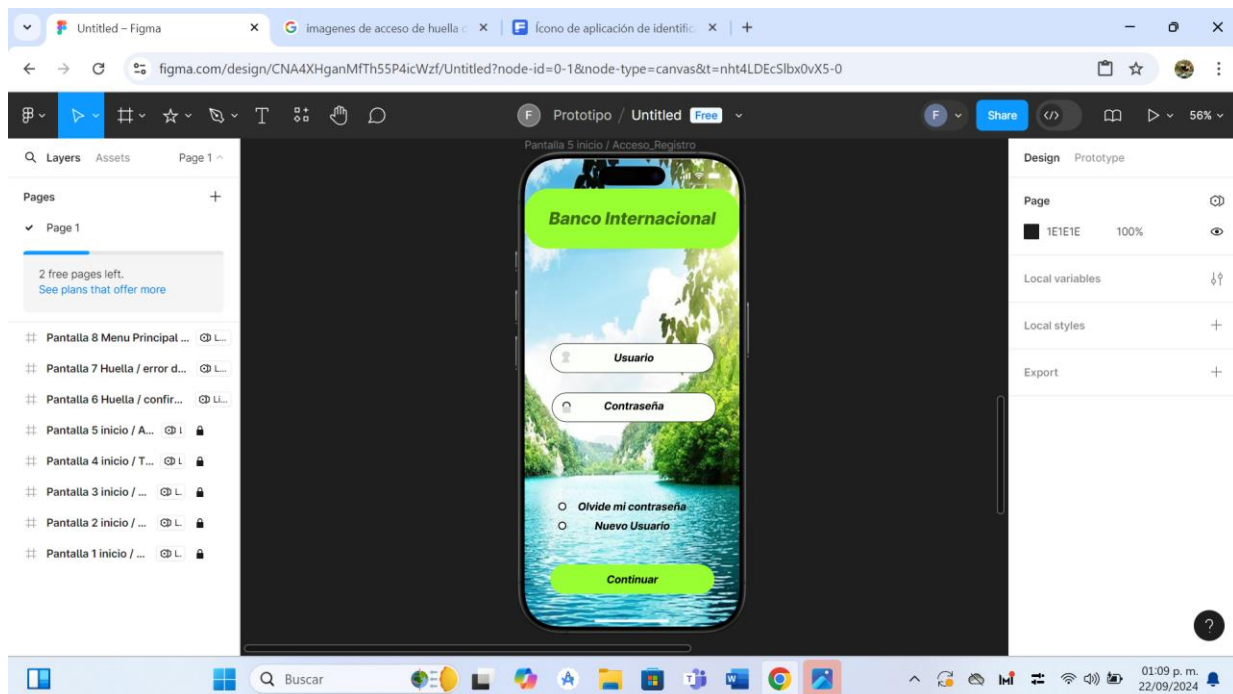 Untitled – Figma
imagenes de acceso de huella d
Ícono de aplicación de identific
figma.com/design/CNA4XHganMfTh55P4icWzf/Untitled?node-id=0-1&node-type=canvas&t=nht4LDEcSlbx0vX5-0
F Prototipo / Untitled Free
F Share 56%
Layers Assets Page 1
Pages
Page 1
2 free pages left.
See plans that offer more
Pantalla 8 Menu Principal ... L...
Pantalla 7 Huella / error d... L...
Pantalla 6 Huella / confir... Li...
Pantalla 5 inicio / A... L
Pantalla 4 inicio / T... L
Pantalla 3 inicio / ... L.
Pantalla 2 inicio / ... L.
Pantalla 1 inicio / ... L.
Pantalla 5 inicio / Acceso_Registro
Banco Internacional
Usuario
Contraseña
Olvide mi contraseña
Nuevo Usuario
Continuar
Design Prototype
Page
1E1E1E 100%
Local variables
Local styles
Export
?
Buscar
01:09 p. m.
22/09/2024